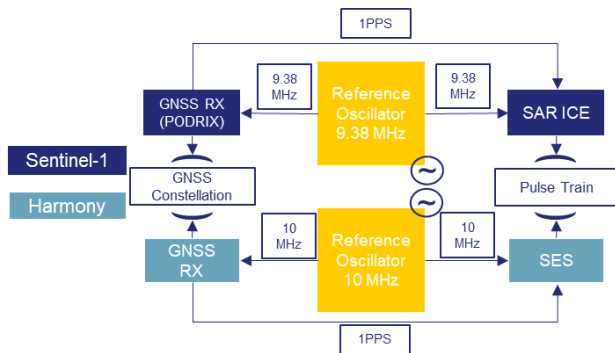 1PPS
9.38
MHz
9.38
MHz
GNSS RX
(PODRIX)
Reference
Oscillator
9.38 MHz
SAR ICE
Sentinel-1
GNSS
Constellation
~
Pulse Train
Harmony
~
10
MHz
10
MHz
GNSS
RX
Reference
Oscillator
10 MHz
SES
1PPS